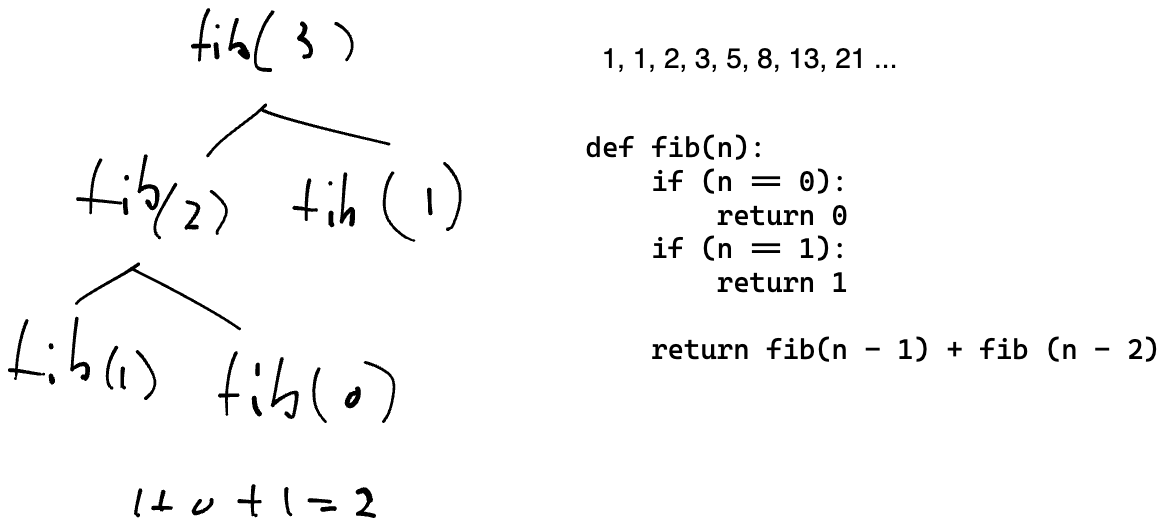 fib(3)
fib(2) fib(1)
fib(1) fib(0)
1+0+1=2
1, 1, 2, 3, 5, 8, 13, 21 ...
def fib(n):
    if (n == 0):
        return 0
    if (n == 1):
        return 1
    return fib(n - 1) + fib (n - 2)